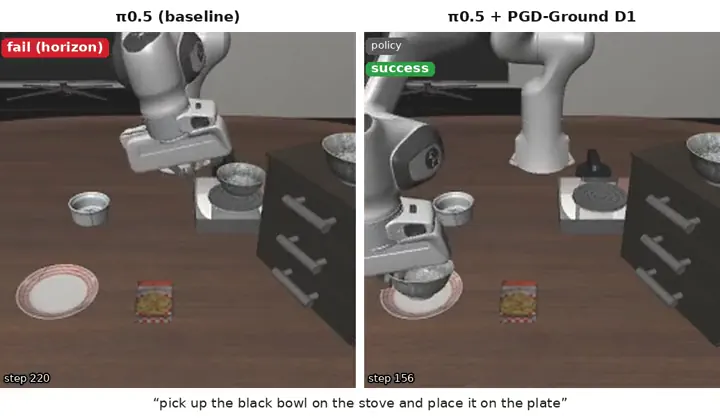 π0.5 (baseline)
π0.5 + PGD-Ground D1
fail (horizon)
policy
success
step 220
step 156
“pick up the black bowl on the stove and place it on the plate”